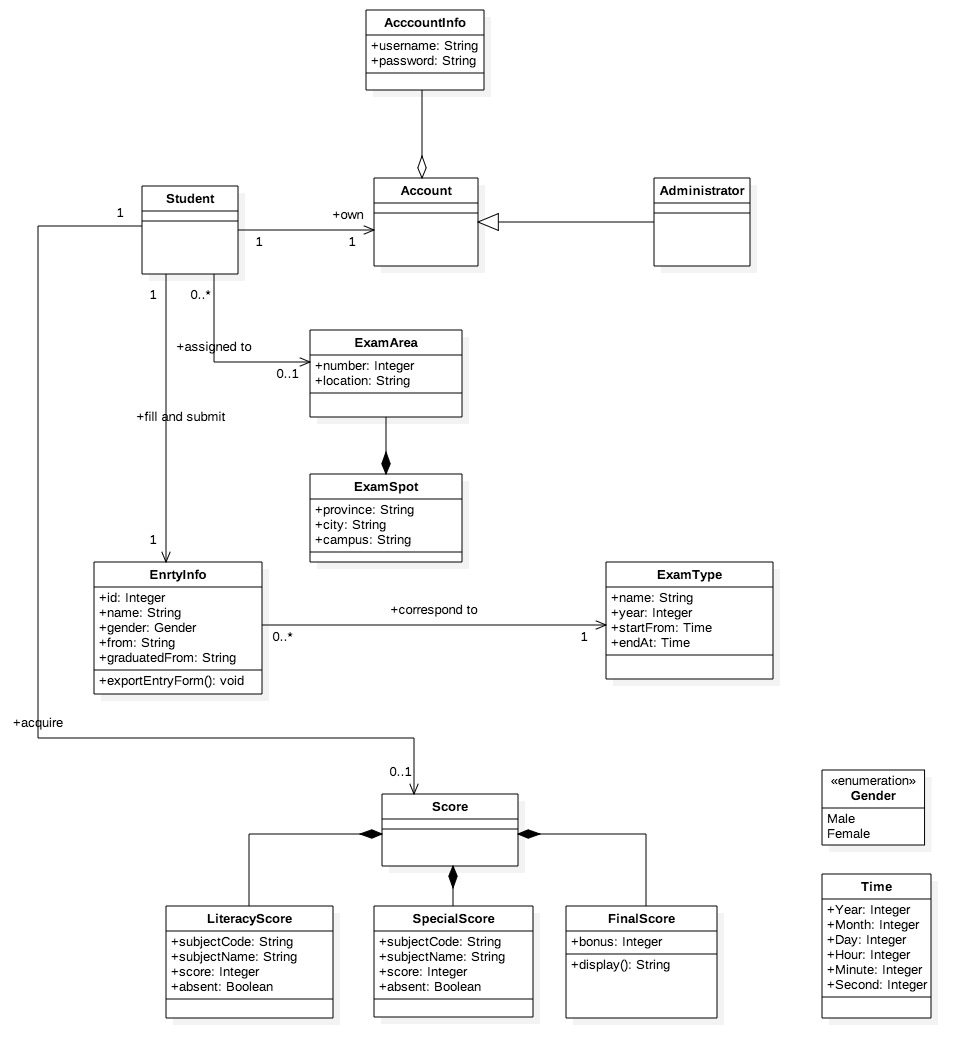 AcccountInfo
+username: String
+password: String
Student
Account
Administrator
1
+own
1
1
1
0..*
+assigned to
0..1
ExamArea
+number: Integer
+location: String
+fill and submit
ExamSpot
+province: String
+city: String
+campus: String
1
EnrtyInfo
+id: Integer
+name: String
+gender: Gender
+from: String
+graduatedFrom: String
+exportEntryForm(): void
+correspond to
0..*
1
ExamType
+name: String
+year: Integer
+startFrom: Time
+endAt: Time
+acquire
0..1
Score
«enumeration»
Gender
Male
Female
LiteracyScore
+subjectCode: String
+subjectName: String
+score: Integer
+absent: Boolean
SpecialScore
+subjectCode: String
+subjectName: String
+score: Integer
+absent: Boolean
FinalScore
+bonus: Integer
+display(): String
Time
+Year: Integer
+Month: Integer
+Day: Integer
+Hour: Integer
+Minute: Integer
+Second: Integer